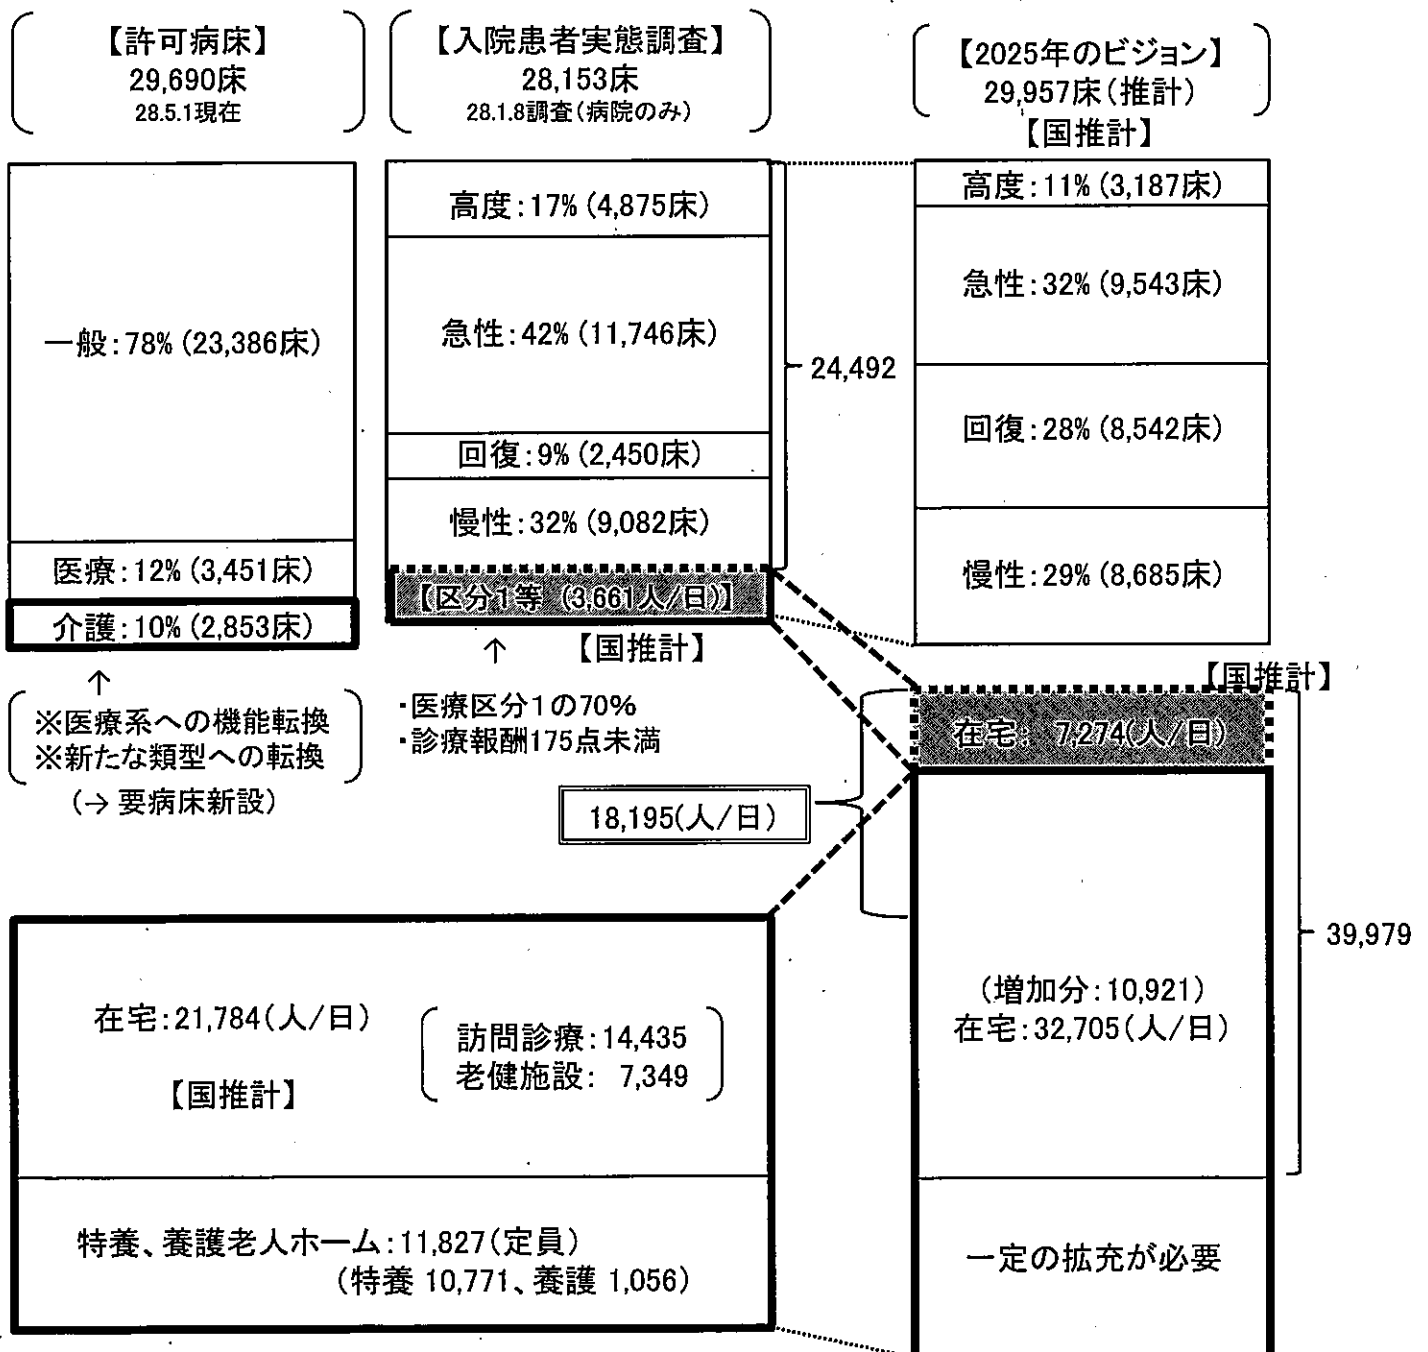 【許可病床】
29,690床
28.5.1現在
【入院患者実態調査】
28,153床
28.1.8調査(病院のみ)
【2025年のビジョン】
29,957床(推計)
【国推計】
一般:78% (23,386床)
医療:12% (3,451床)
介護:10% (2,853床)
↑
※医療系への機能転換
※新たな類型への転換
(→ 要病床新設)
高度:17% (4,875床)
急性:42% (11,746床)
回復:9% (2,450床)
慢性:32% (9,082床)
【区分1等 (3,661人/日)】
24,492
↑
【国推計】
・医療区分1の70%
・診療報酬175点未満
高度:11% (3,187床)
急性:32% (9,543床)
回復:28% (8,542床)
慢性:29% (8,685床)
【国推計】
在宅: 7,274(人/日)
18,195(人/日)
(増加分:10,921)
在宅:32,705(人/日)
39,979
一定の拡充が必要
在宅:21,784(人/日)
【国推計】
訪問診療:14,435
老健施設: 7,349
特養、養護老人ホーム:11,827(定員)
(特養 10,771、養護 1,056)